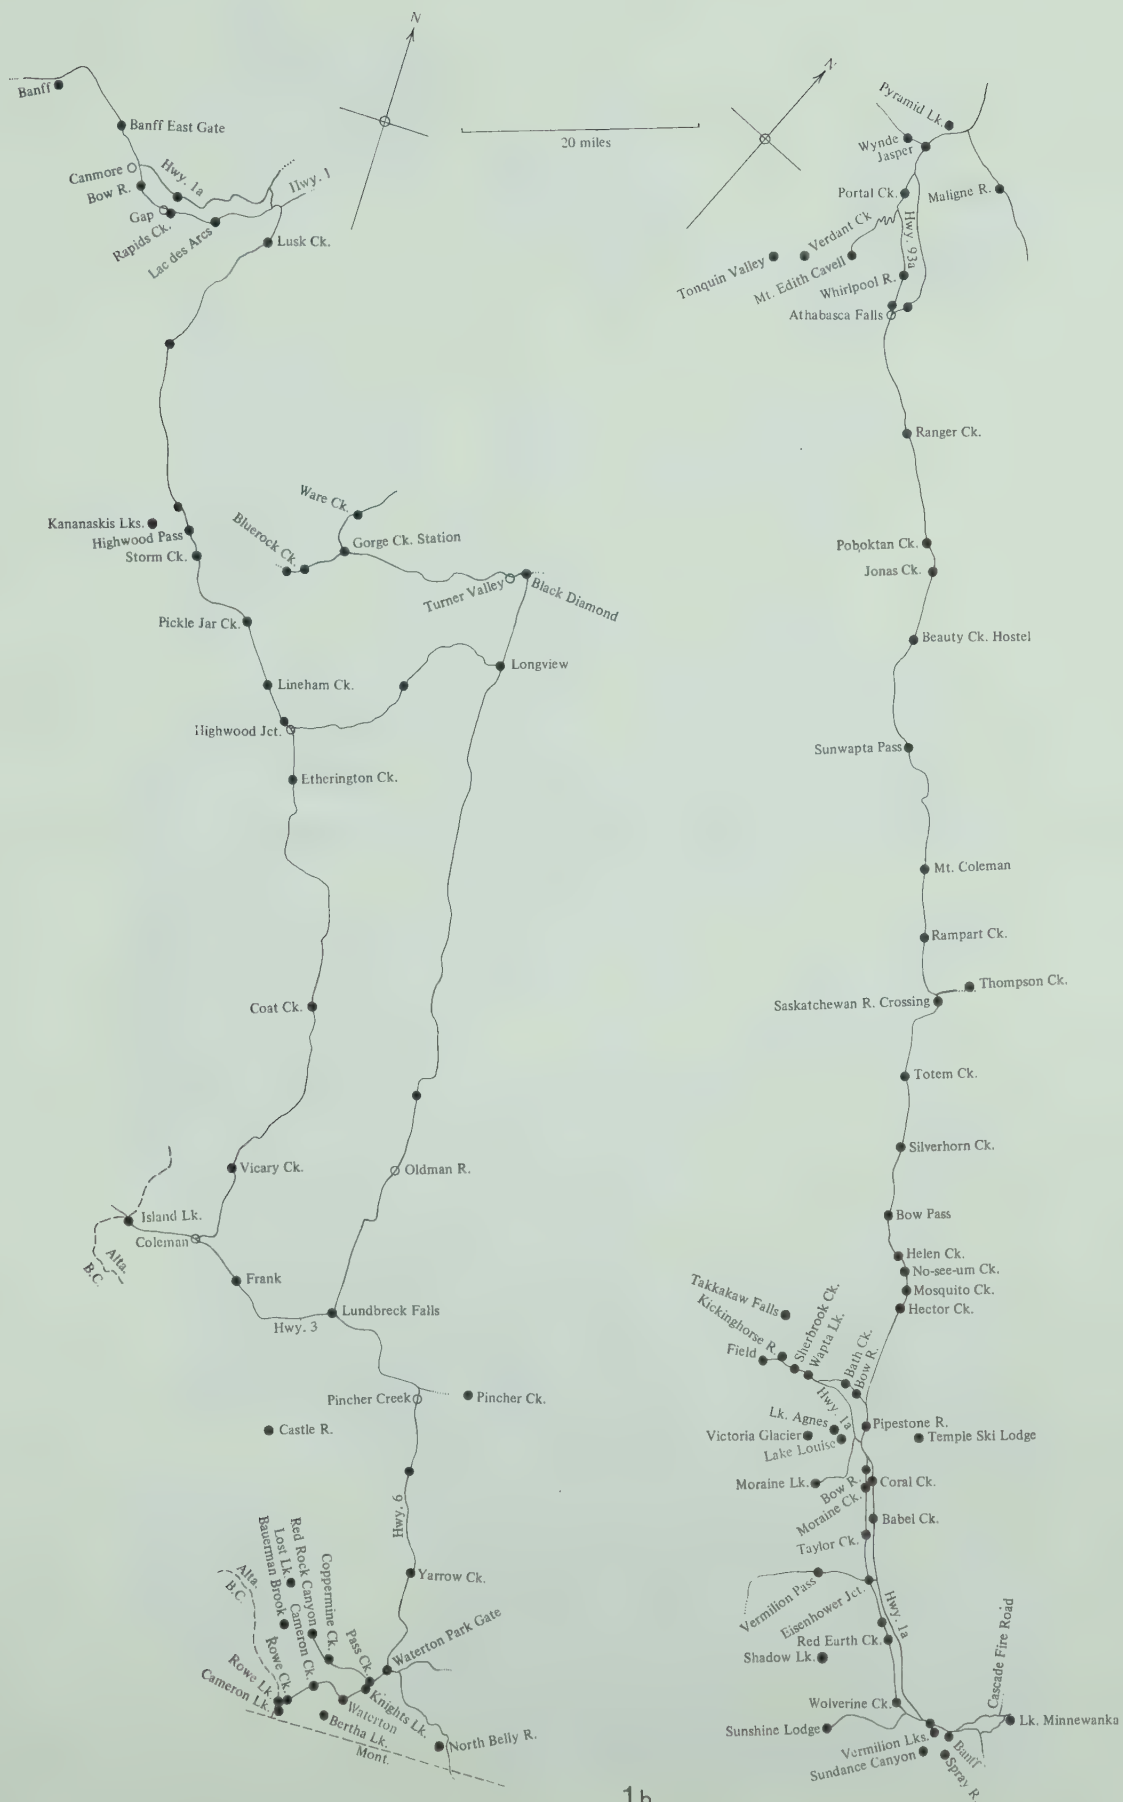 N
Banff
Banff East Gate
Canmore
Hwy. 1a
Hwy. 1
Bow R.
Gap
Rapids Ck.
Lac des Arcs
Lusk Ck.
20 miles
Kananaskis Lks.
Highwood Pass
Storm Ck.
Ware Ck.
Bluerock Ck.
Gorge Ck. Station
Turner Valley
Black Diamond
Pickle Jar Ck.
Longview
Lineham Ck.
Highwood Jct.
Etherington Ck.
Coat Ck.
Vicary Ck.
Oldman R.
Island Lk.
Coleman
Alta.
B.C.
Frank
Lundbreck Falls
Hwy. 3
Pincher Creek
Pincher Ck.
Castle R.
Hwy. 6
Yarrow Ck.
Alta.
B.C.
Bauerman Brook
Lost Lk.
Red Rock Canyon
Coppermine Ck.
Cameron Ck.
Pass Ck.
Waterton Park Gate
Rowe Ck.
Rowe Lk.
Cameron Lk.
Knights Lk.
Waterton
Bertha Lk.
North Belly R.
Mont.
N
Pyramid Lk.
Wynde
Jasper
Portal Ck.
Maligne R.
Hwy. 93a
Verdant Ck
Tonquin Valley
Mt. Edith Cavell
Whirlpool R.
Athabasca Falls
Ranger Ck.
Poboktan Ck.
Jonas Ck.
Beauty Ck. Hostel
Sunwapta Pass
Mt. Coleman
Rampart Ck.
Thompson Ck.
Saskatchewan R. Crossing
Totem Ck.
Silverhorn Ck.
Bow Pass
Helen Ck.
No-see-um Ck.
Mosquito Ck.
Hector Ck.
Takkakaw Falls
Kickinghorse R.
Sherbrook Ck.
Wapta Lk.
Field
Bath Ck.
Bow R.
Hwy. 1a
Lk. Agnes
Pipestone R.
Victoria Glacier
Lake Louise
Temple Ski Lodge
Moraine Lk.
Bow R.
Coral Ck.
Moraine Ck.
Babel Ck.
Taylor Ck.
Vermilion Pass
Eisenhower Jct.
Hwy. 1a
Red Earth Ck.
Shadow Lk.
Cascade Fire Road
Wolverine Ck.
Sunshine Lodge
Lk. Minnewanka
Vermilion Lks.
Banff
Sundance Canyon
Spray R.
1b